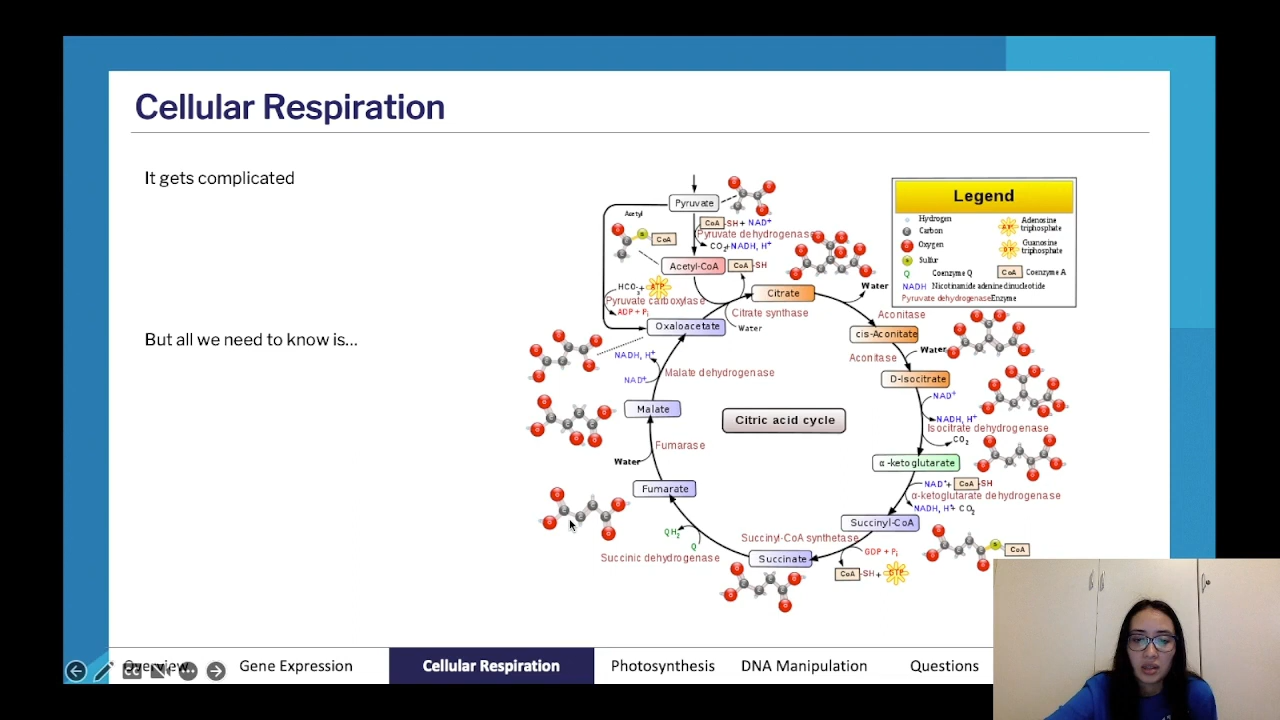 Cellular Respiration
It gets complicated
But all we need to know is...
Pyruvate
Acetyl
CoA -SH + NAD+
Pyruvate dehydrogenase
CO2+NADH, H+
CoA
Acetyl-CoA
CoA -SH
HCO3-+ ATP
Pyruvate carboxylase
ADP + Pi
Citrate
Water
Citrate synthase
Water
Oxaloacetate
Aconitase
cis-Aconitate
Water
Aconitase
D-Isocitrate
NAD+
NADH, H+
Isocitrate dehydrogenase
CO2
α-ketoglutarate
NAD++ CoA -SH
α-ketoglutarate dehydrogenase
NADH, H++ CO2
Succinyl-CoA
CoA
Succinyl-CoA synthetase
GDP + Pi
CoA -SH + GTP
Succinate
QH2
Q
Succinic dehydrogenase
Fumarate
Water
Fumarase
Malate
NAD+
NADH, H+
Malate dehydrogenase
Citric acid cycle
Legend
Hydrogen
Carbon
Oxygen
S Sulfur
Q Coenzyme Q
NADH Nicotinamide adenine dinucleotide
Pyruvate dehydrogenase Enzyme
Adenosine triphosphate
Guanosine triphosphate
CoA Coenzyme A
Overview
CC
Gene Expression
Cellular Respiration
Photosynthesis
DNA Manipulation
Questions